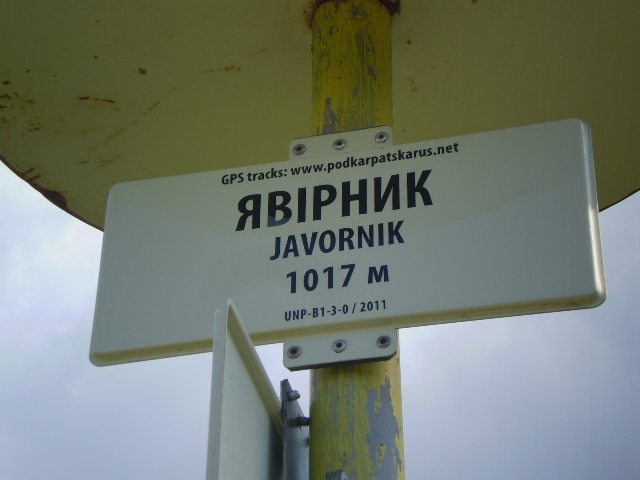 GPS tracks: www.podkarpatskarus.net
ЯВІРНИК
JAVORNIK
1017 м
UNP-B1-3-0 / 2011